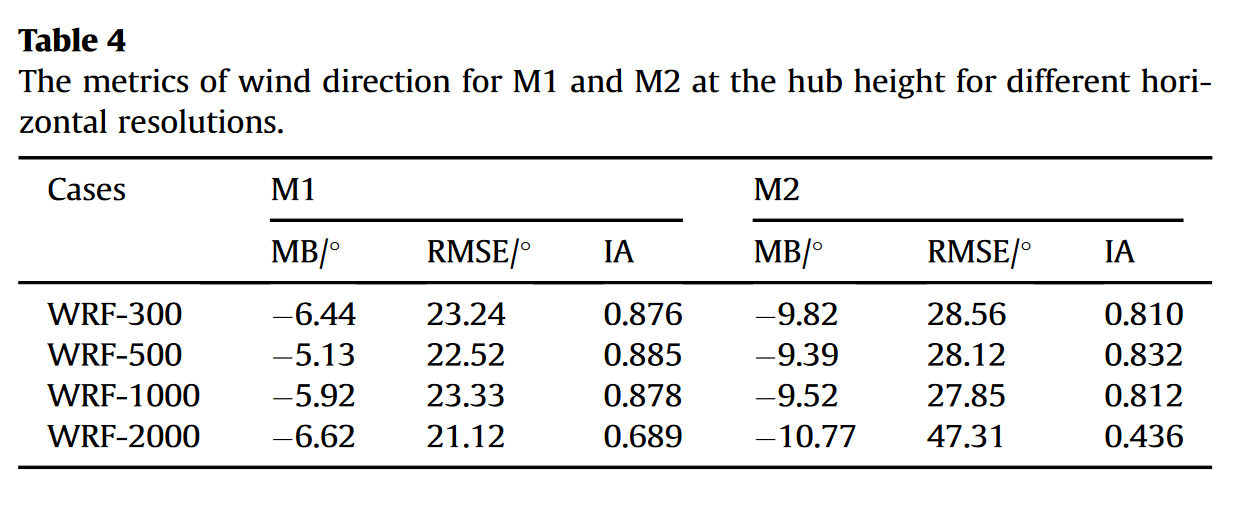 Table 4
The metrics of wind direction for M1 and M2 at the hub height for different hori-
zontal resolutions.
Cases M1 M2
MB/° RMSE/° IA MB/° RMSE/° IA
WRF-300 −6.44 23.24 0.876 −9.82 28.56 0.810
WRF-500 −5.13 22.52 0.885 −9.39 28.12 0.832
WRF-1000 −5.92 23.33 0.878 −9.52 27.85 0.812
WRF-2000 −6.62 21.12 0.689 −10.77 47.31 0.436